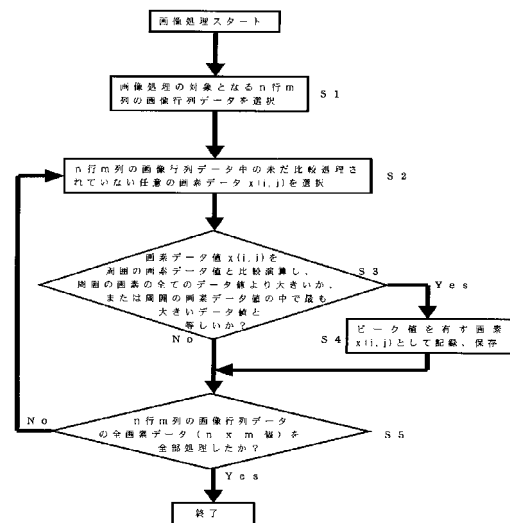 画像処理スタート
画像処理の対象となるn行m
列の画像行列データを選択
S1
n行m列の画像行列データ中の未だ比較処理さ
れていない任意の画素データx(i,j)を選択
S2
画素データ値x(i,j)を
周囲の画素データ値と比較演算し、
周囲の画素の全てのデータ値より大きいか、
または周囲の画素データ値の中で最も
大きいデータ値と
等しいか?
S3
Yes
No
ピーク値を有す画素
x(i,j)として記録、保存
S4
n行m列の画像行列データ
の全画素データ(n x m 値)を
全部処理したか?
S5
No
Yes
終了